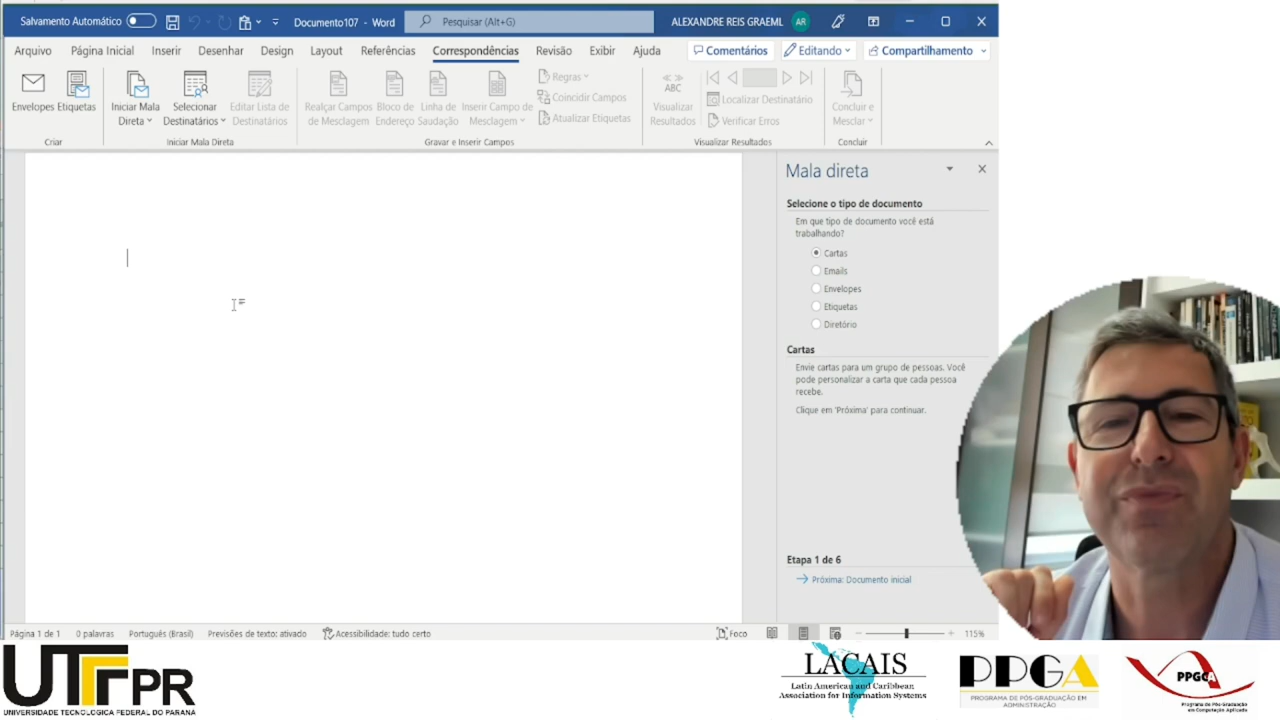 Salvamento Automático
Documento107 - Word
Pesquisar (Alt+G)
ALEXANDRE REIS GRAEML
AR
Arquivo
Página Inicial
Inserir
Desenhar
Design
Layout
Referências
Correspondências
Revisão
Exibir
Ajuda
Comentários
Editando
Compartilhamento
Envelopes
Etiquetas
Criar
Iniciar Mala
Direta
Selecionar
Destinatários
Editar Lista de
Destinatários
Iniciar Mala Direta
Realçar Campos
de Mesclagem
Bloco de
Endereço
Linha de
Saudação
Inserir Campo de
Mesclagem
Regras
Coincidir Campos
Atualizar Etiquetas
Gravar e Inserir Campos
ABC
Visualizar
Resultados
Localizar Destinatário
Verificar Erros
Visualizar Resultados
Concluir e
Mesclar
Concluir
Mala direta
Selecione o tipo de documento
Em que tipo de documento você está
trabalhando?
Cartas
Emails
Envelopes
Etiquetas
Diretório
Cartas
Envie cartas para um grupo de pessoas. Você
pode personalizar a carta que cada pessoa
recebe.
Clique em 'Próxima' para continuar.
Etapa 1 de 6
Próxima: Documento inicial
Página 1 de 1
0 palavras
Português (Brasil)
Previsões de texto: ativado
Acessibilidade: tudo certo
Foco
115%
UTFPR
UNIVERSIDADE TECNOLÓGICA FEDERAL DO PARANÁ
LACAIS
Latin American and Caribbean
Association for Information Systems
PPGA
PROGRAMA DE PÓS-GRADUAÇÃO EM
ADMINISTRAÇÃO
PPGCA
Programa de Pós-Graduação
em Computação Aplicada